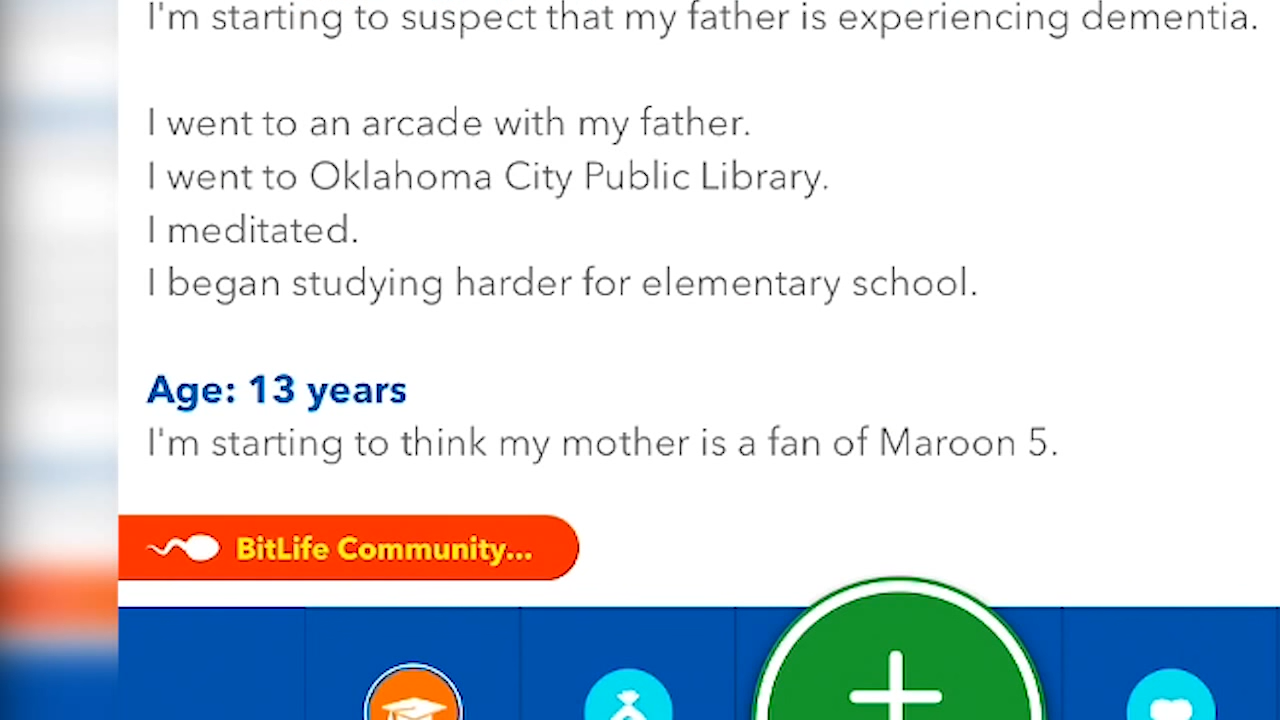 I'm starting to suspect that my father is experiencing dementia.
I went to an arcade with my father.
I went to Oklahoma City Public Library.
I meditated.
I began studying harder for elementary school.
Age: 13 years
I'm starting to think my mother is a fan of Maroon 5.
BitLife Community...